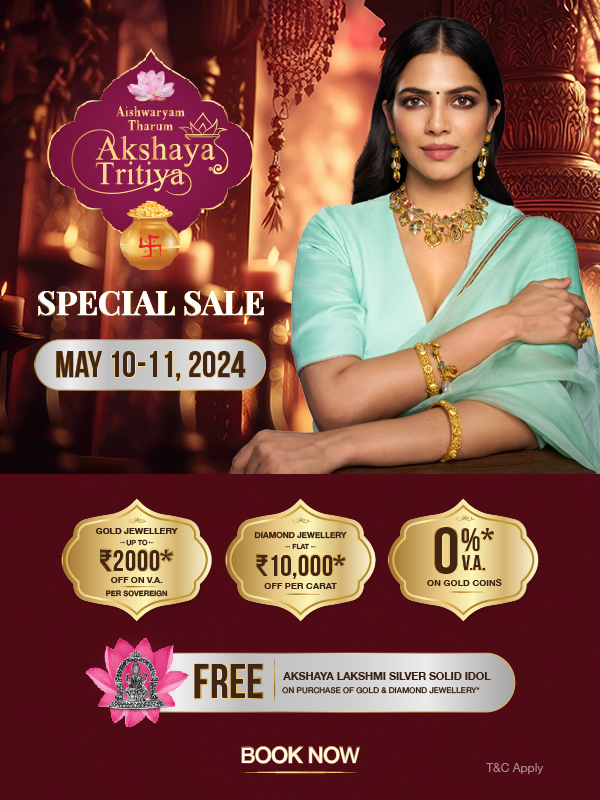 Aishwaryam
Tharum
Akshaya
Tritiya
SPECIAL SALE
MAY 10-11, 2024
GOLD JEWELLERY
UP TO
₹2000*
OFF ON V.A.
PER SOVEREIGN
DIAMOND JEWELLERY
FLAT
₹10,000*
OFF PER CARAT
0%*
V.A.
ON GOLD COINS
FREE
AKSHAYA LAKSHMI SILVER SOLID IDOL
ON PURCHASE OF GOLD & DIAMOND JEWELLERY*
BOOK NOW
T&C Apply